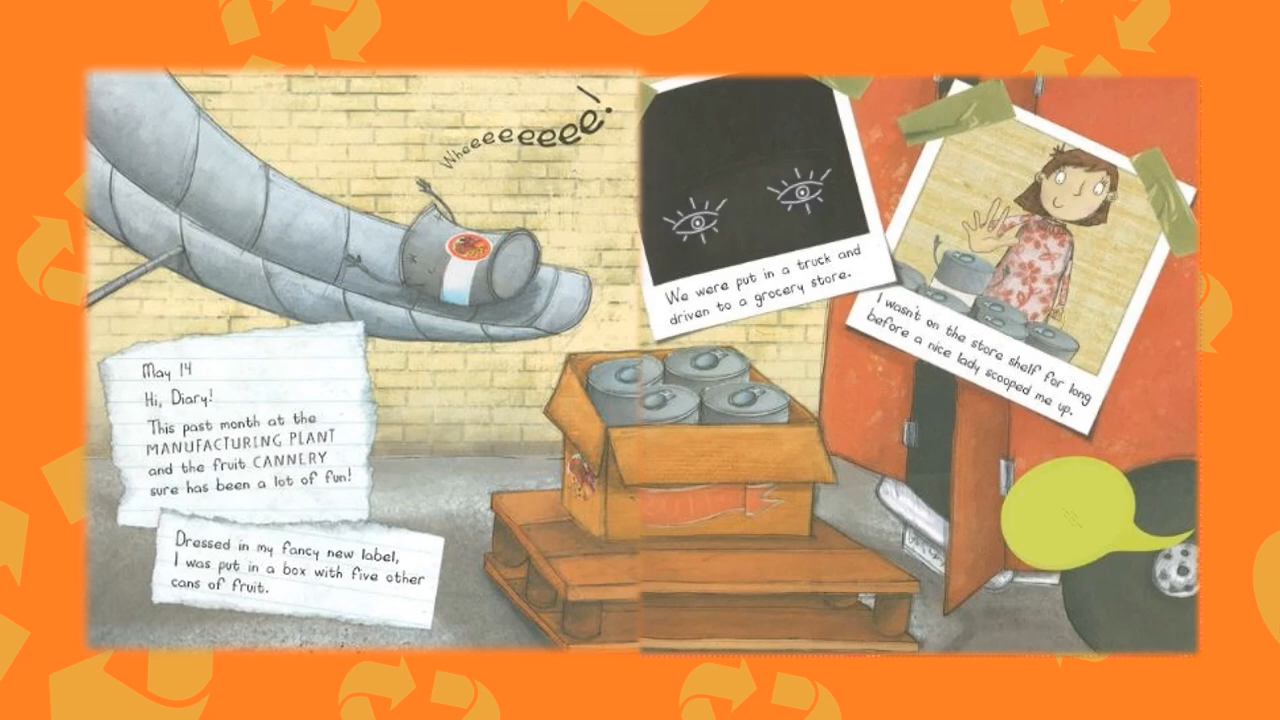 Wheeeeeeeee!
May 14
Hi, Diary!
This past month at the
MANUFACTURING PLANT
and the fruit CANNERY
sure has been a lot of fun!
Dressed in my fancy new label,
I was put in a box with five other
cans of fruit.
We were put in a truck and
driven to a grocery store.
I wasn't on the store shelf for long
before a nice lady scooped me up.